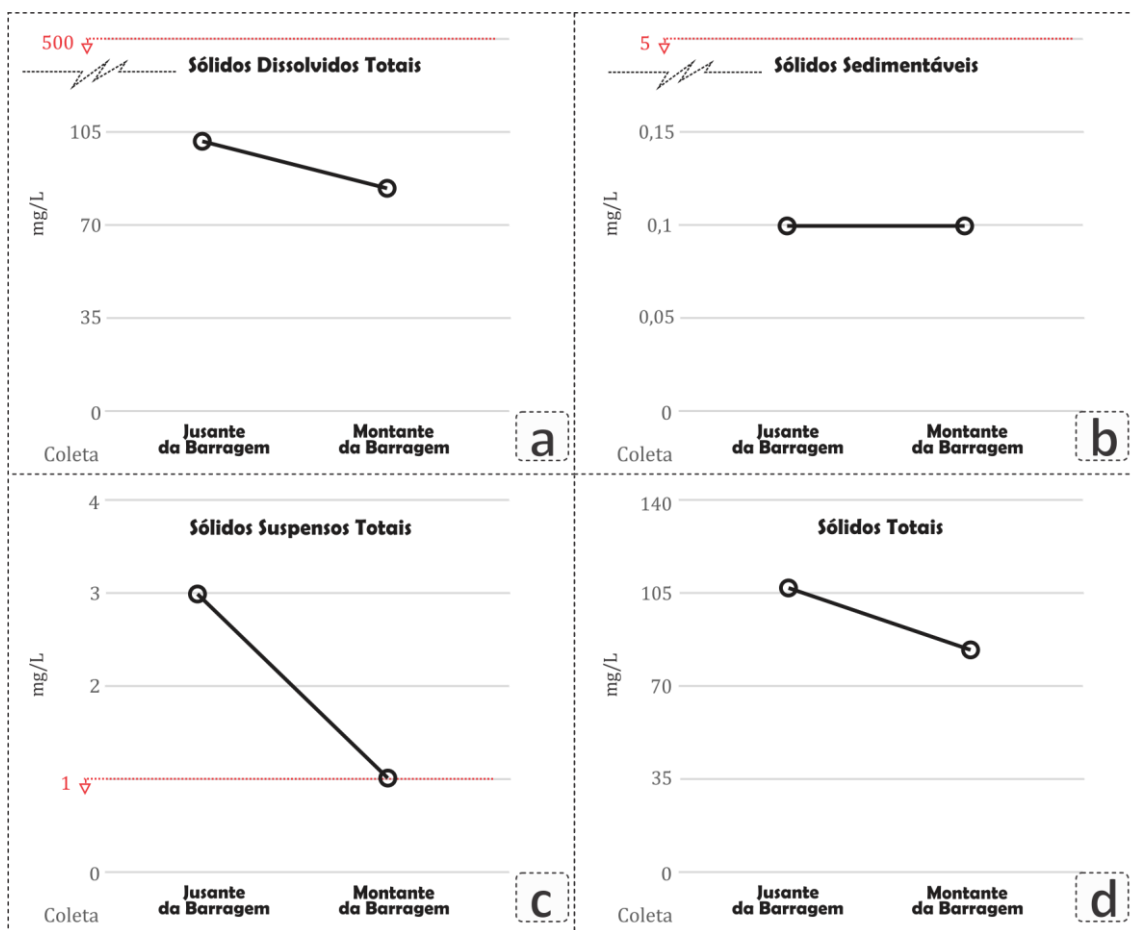 500
Sólidos Dissolvidos Totais
105
mg/L
70
35
0
Jusante
da Barragem
Montante
da Barragem
Coleta
a
5
Sólidos Sedimentáveis
0,15
mg/L
0,1
0,05
0
Jusante
da Barragem
Montante
da Barragem
Coleta
b
4
Sólidos Suspensos Totais
3
mg/L
2
1
0
Jusante
da Barragem
Montante
da Barragem
Coleta
c
140
Sólidos Totais
105
mg/L
70
35
0
Jusante
da Barragem
Montante
da Barragem
Coleta
d